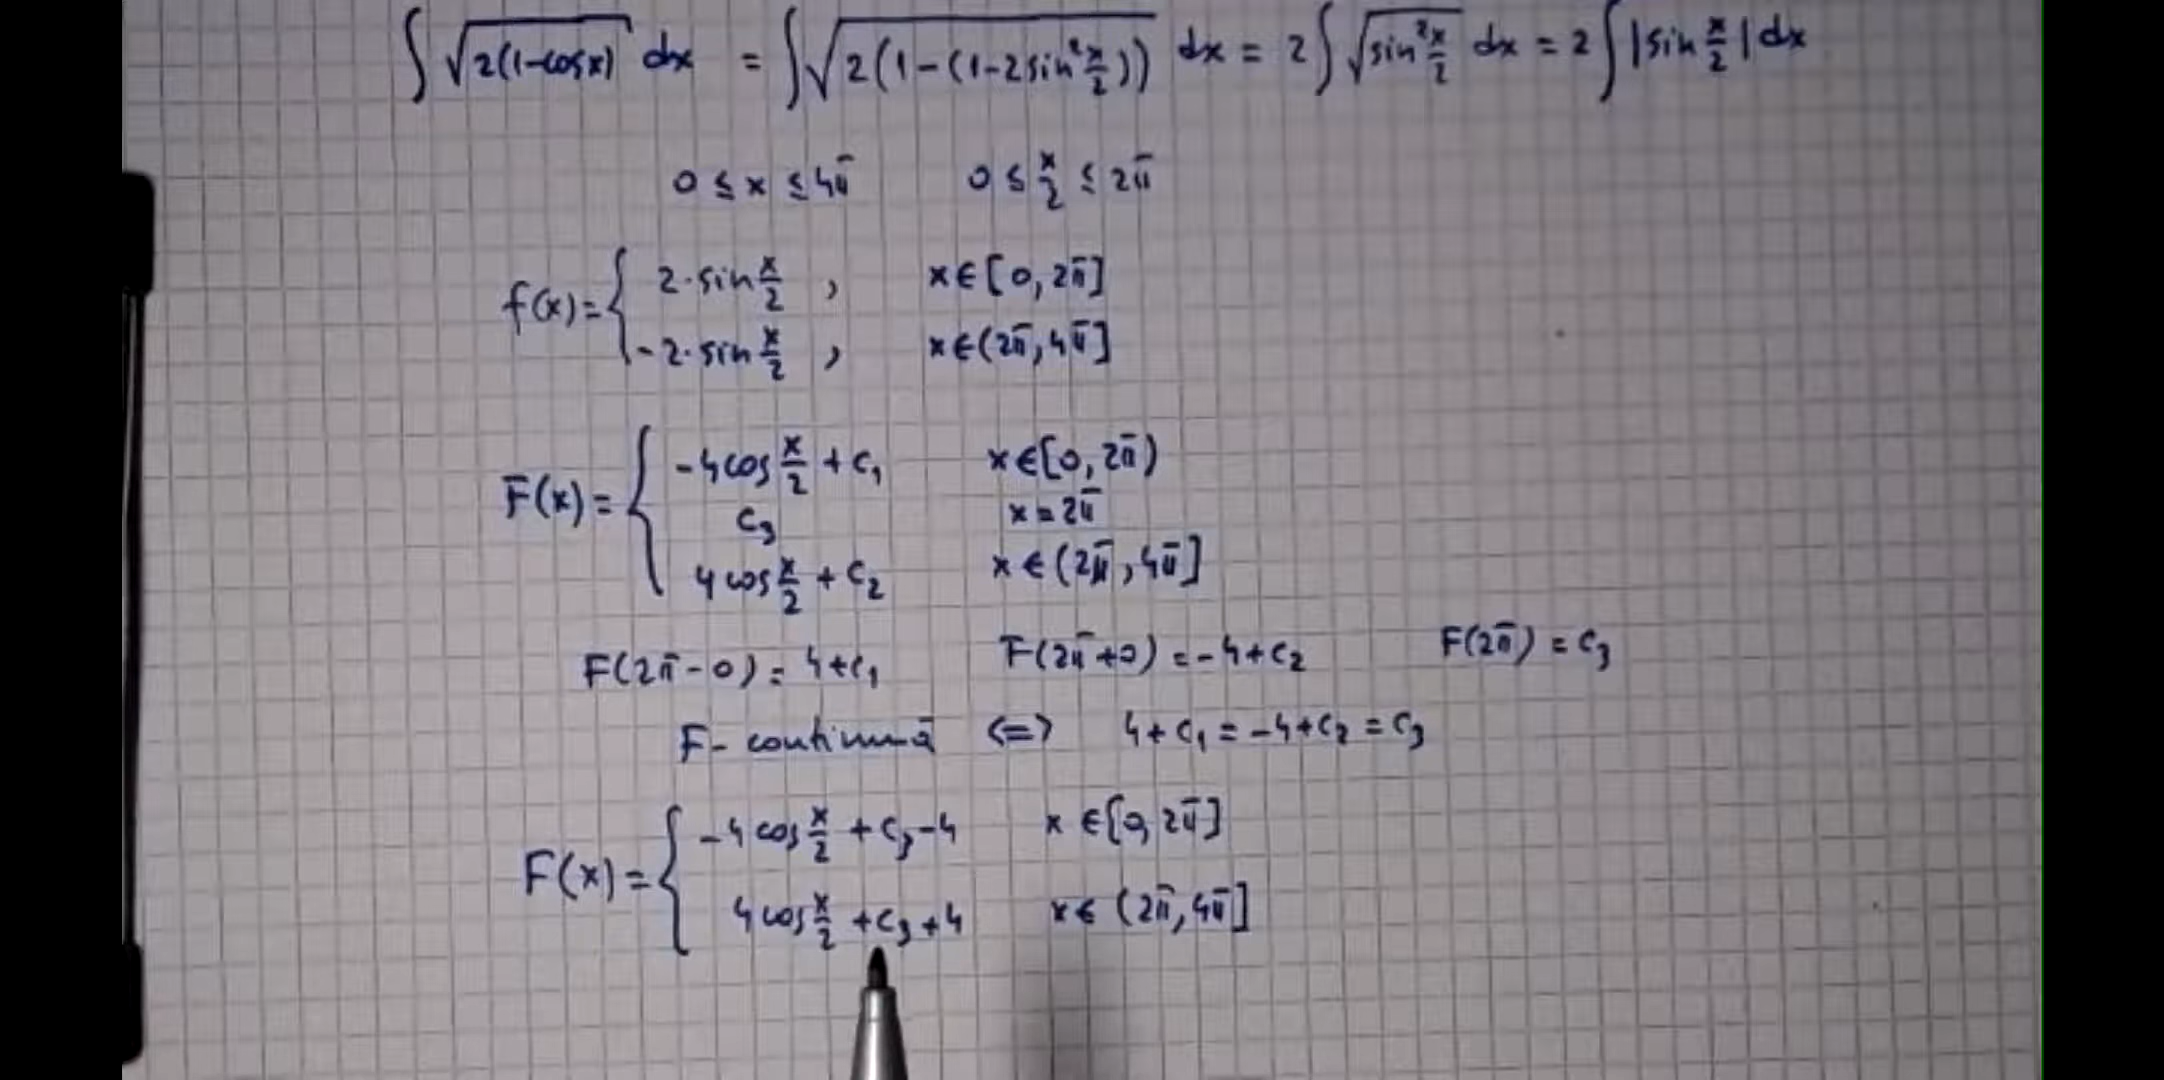 ∫ √(2(1-cosx)) dx = ∫ √(2(1-(1-2sin² x/2))) dx = 2 ∫ √(sin² x/2) dx = 2 ∫ |sin x/2| dx
0 ≤ x ≤ 4π 0 ≤ x/2 ≤ 2π
f(x) = { 2·sin x/2 , x∈[0, 2π]
-2·sin x/2 , x∈(2π, 4π]
F(x) = { -4cos x/2 + c₁ x∈[0, 2π)
c₃ x = 2π
4cos x/2 + c₂ x∈(2π, 4π]
F(2π-0) = 4+c₁ F(2π+0) = -4+c₂ F(2π) = c₃
F- continuă <=> 4+c₁ = -4+c₂ = c₃
F(x) = { -4cos x/2 + c₃-4 x∈[0, 2π]
4cos x/2 + c₃+4 x∈(2π, 4π]